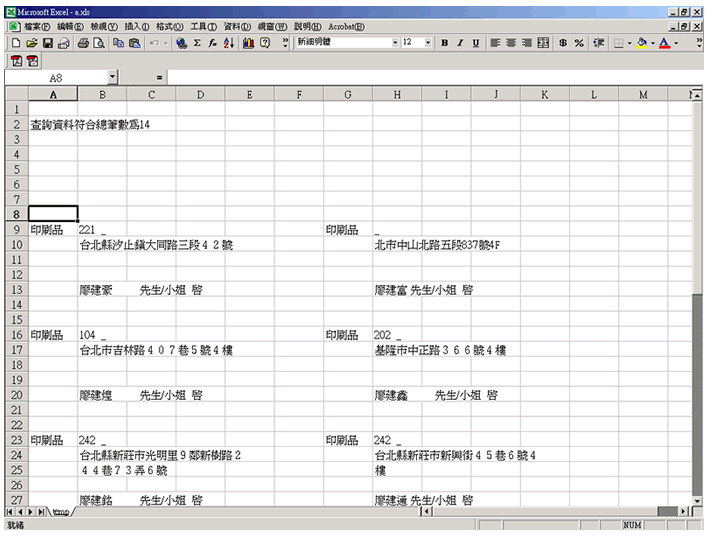 Microsoft Excel - a.xls
檔案(F) 編輯(E) 檢視(V) 插入(I) 格式(O) 工具(T) 資料(D) 視窗(W) 說明(H) Acrobat(B)
新細明體 12 B I U $ %
A8 =
A B C D E F G H I J K L M
1
2 查詢資料符合總筆數為14
3
4
5
6
7
8
9 印刷品 221 _ 印刷品 _
10 台北縣汐止鎮大同路三段４２號 北市中山北路五段837號4F
11
12
13 廖建豪 先生/小姐 啓 廖建富 先生/小姐 啓
14
15
16 印刷品 104 _ 印刷品 202 _
17 台北市吉林路４０７巷５號４樓 基隆市中正路３６６號４樓
18
19
20 廖建煌 先生/小姐 啓 廖建鑫 先生/小姐 啓
21
22
23 印刷品 242 _ 印刷品 242 _
24 台北縣新莊市光明里９鄰新樹路２ 台北縣新莊市新興街４５巷６號４
25 ４４巷７３弄６號 樓
26
27 廖建銘 先生/小姐 啓 廖建通 先生/小姐 啓
tmp
就緒 NUM